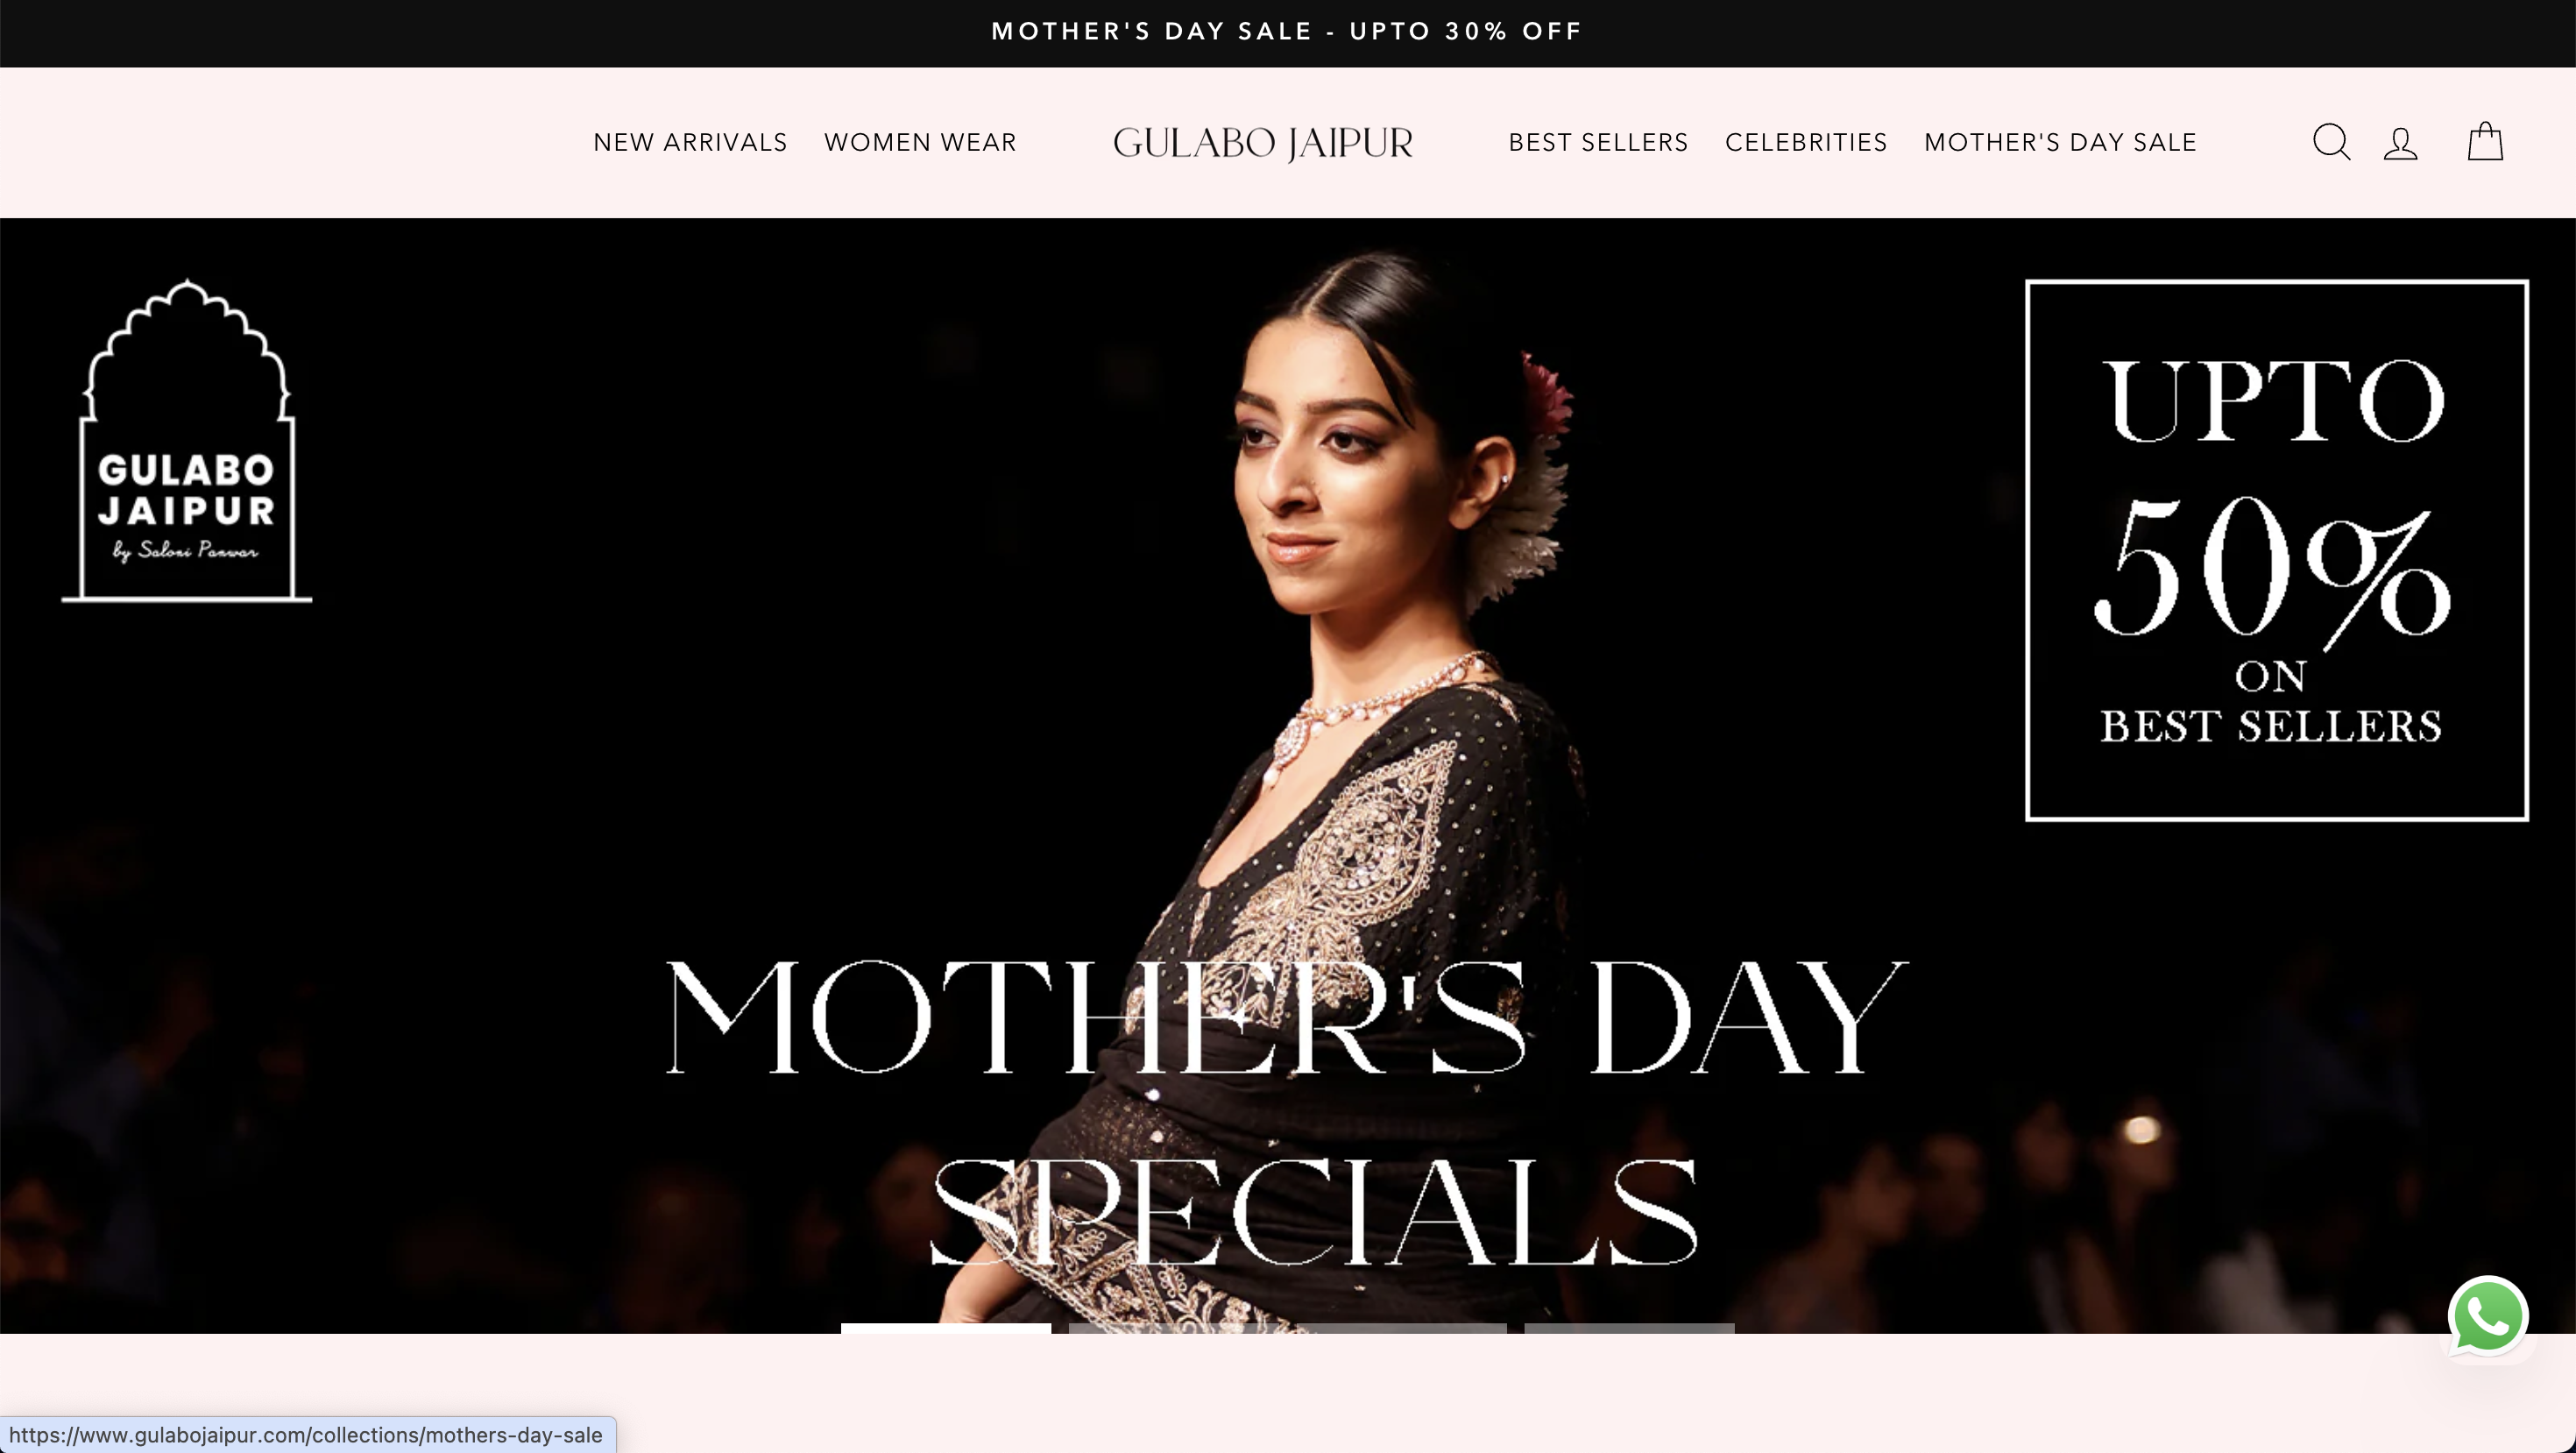 MOTHER'S DAY SALE - UPTO 30% OFF
NEW ARRIVALS WOMEN WEAR GULABO JAIPUR BEST SELLERS CELEBRITIES MOTHER'S DAY SALE
GULABO
JAIPUR
by Saloni Panwar
UPTO
50%
ON
BEST SELLERS
MOTHER'S DAY
SPECIALS
https://www.gulabojaipur.com/collections/mothers-day-sale